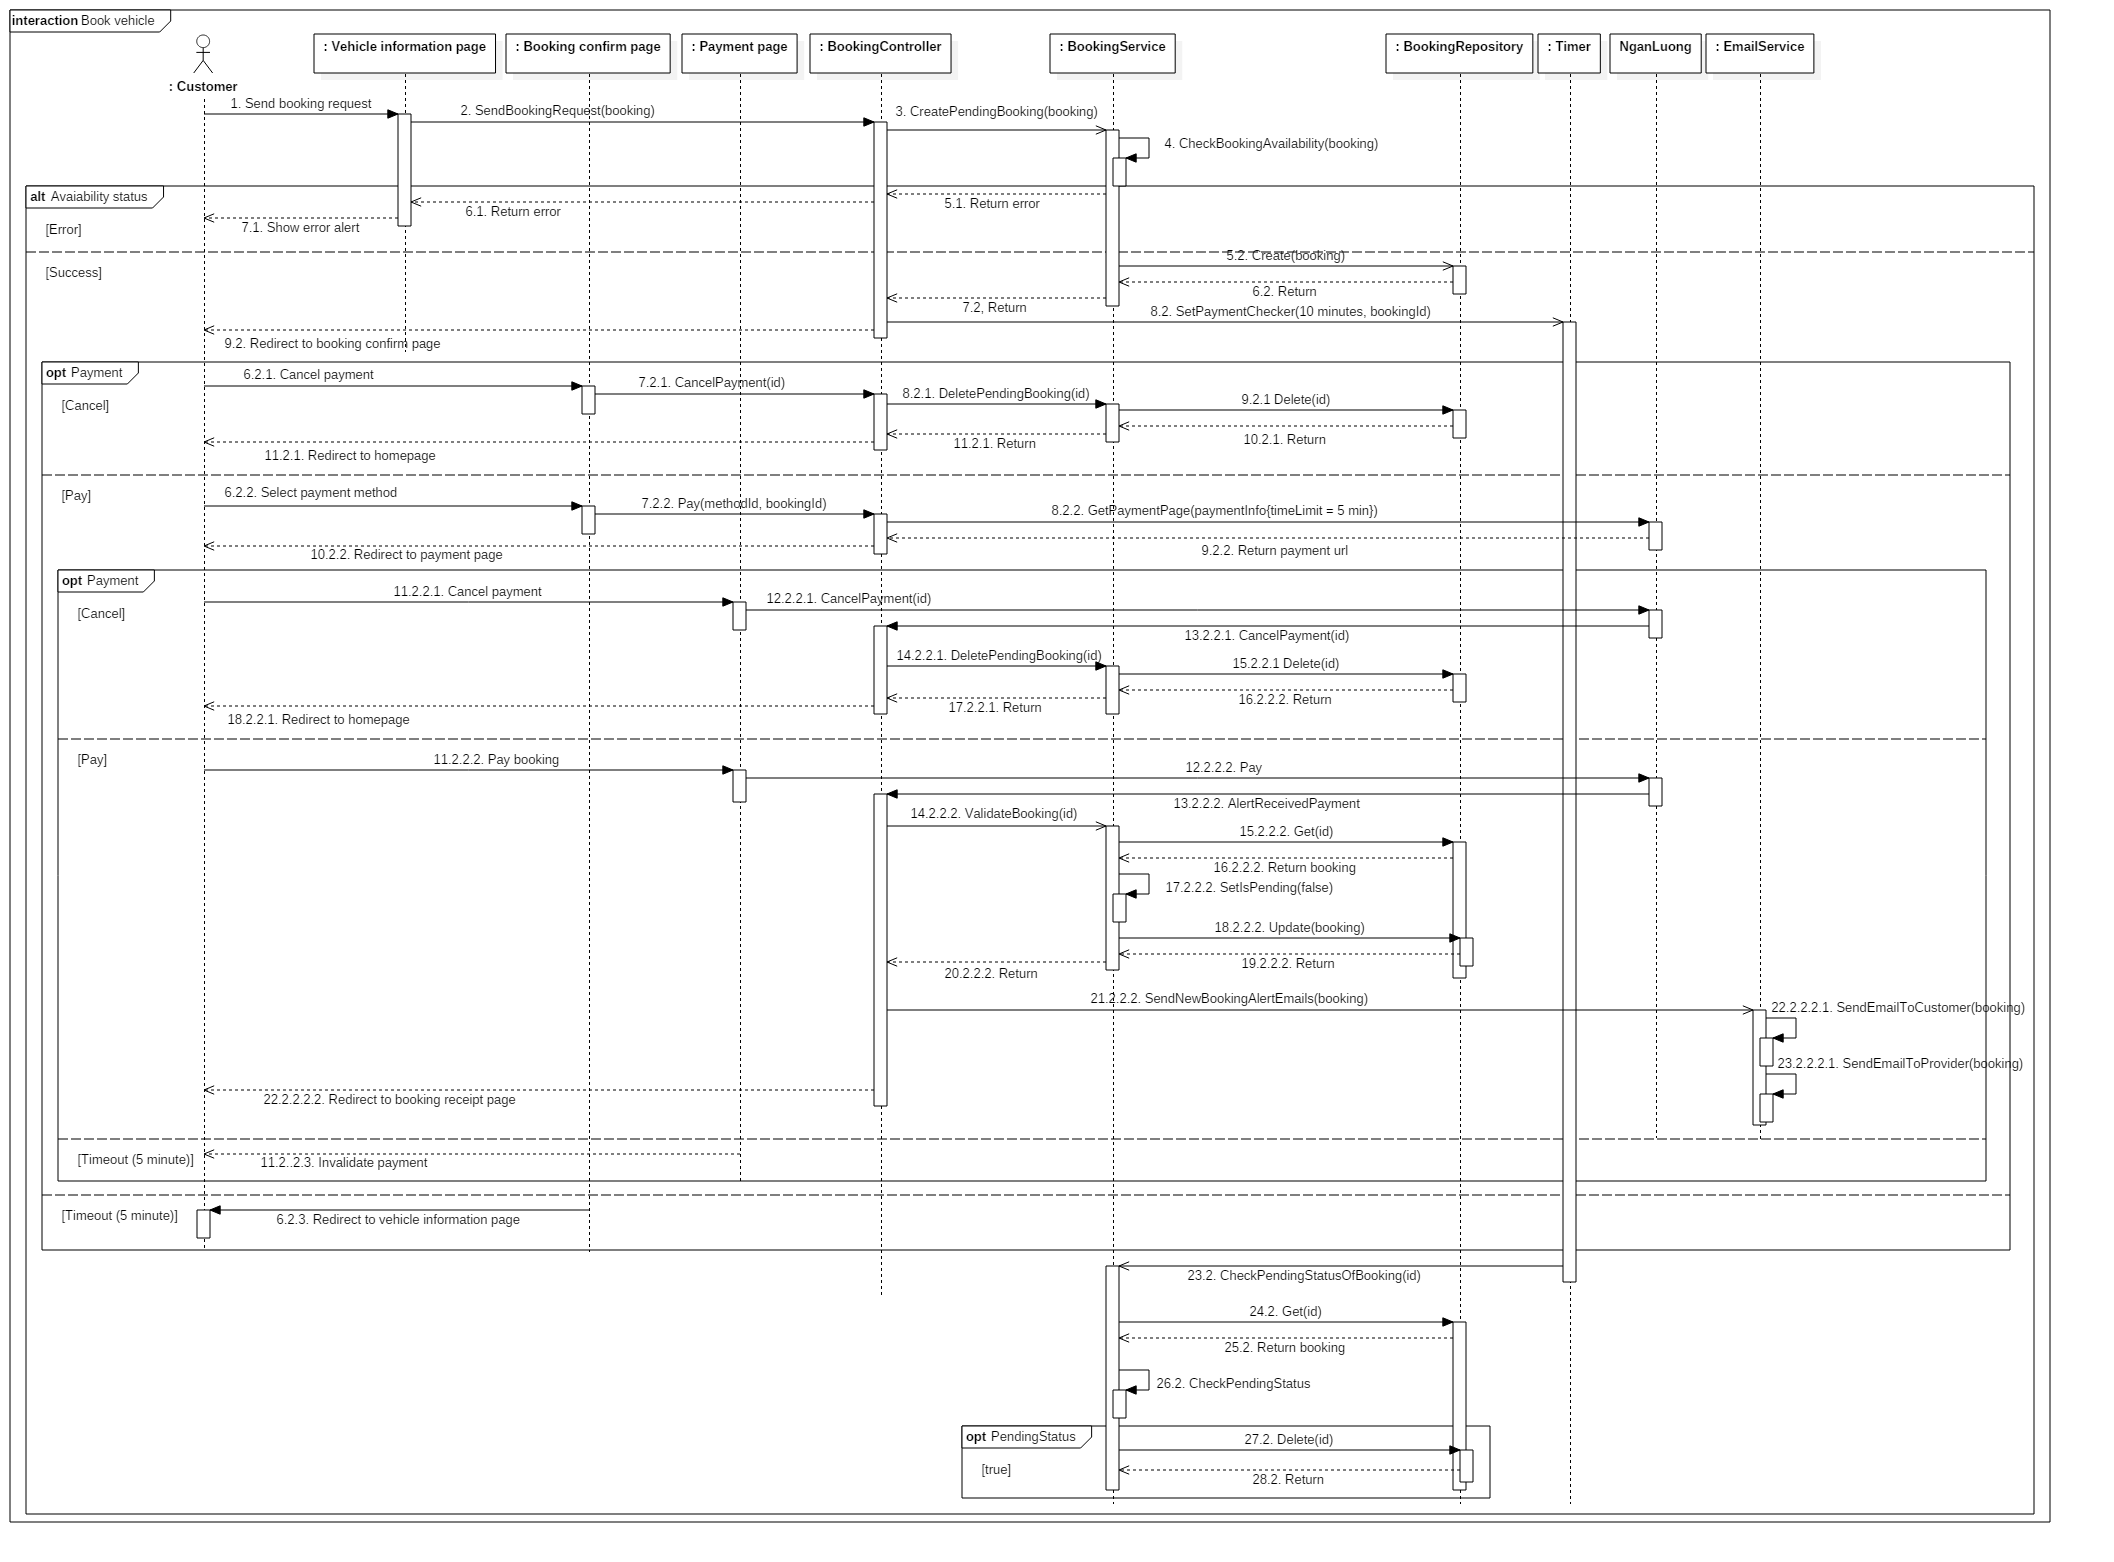 interaction Book vehicle
: Customer
: Vehicle information page
: Booking confirm page
: Payment page
: BookingController
: BookingService
: BookingRepository
: Timer
NganLuong
: EmailService
1. Send booking request
2. SendBookingRequest(booking)
3. CreatePendingBooking(booking)
4. CheckBookingAvailability(booking)
alt Avaiability status
5.1. Return error
6.1. Return error
7.1. Show error alert
[Error]
5.2. Create(booking)
[Success]
6.2. Return
7.2, Return
8.2. SetPaymentChecker(10 minutes, bookingId)
9.2. Redirect to booking confirm page
opt Payment
6.2.1. Cancel payment
7.2.1. CancelPayment(id)
8.2.1. DeletePendingBooking(id)
9.2.1 Delete(id)
[Cancel]
10.2.1. Return
11.2.1. Return
11.2.1. Redirect to homepage
[Pay]
6.2.2. Select payment method
7.2.2. Pay(methodId, bookingId)
8.2.2. GetPaymentPage(paymentInfo{timeLimit = 5 min})
9.2.2. Return payment url
10.2.2. Redirect to payment page
opt Payment
11.2.2.1. Cancel payment
12.2.2.1. CancelPayment(id)
[Cancel]
13.2.2.1. CancelPayment(id)
14.2.2.1. DeletePendingBooking(id)
15.2.2.1 Delete(id)
16.2.2.2. Return
17.2.2.1. Return
18.2.2.1. Redirect to homepage
[Pay]
11.2.2.2. Pay booking
12.2.2.2. Pay
13.2.2.2. AlertReceivedPayment
14.2.2.2. ValidateBooking(id)
15.2.2.2. Get(id)
16.2.2.2. Return booking
17.2.2.2. SetIsPending(false)
18.2.2.2. Update(booking)
19.2.2.2. Return
20.2.2.2. Return
21.2.2.2. SendNewBookingAlertEmails(booking)
22.2.2.2.1. SendEmailToCustomer(booking)
23.2.2.2.1. SendEmailToProvider(booking)
22.2.2.2.2. Redirect to booking receipt page
[Timeout (5 minute)]
11.2..2.3. Invalidate payment
[Timeout (5 minute)]
6.2.3. Redirect to vehicle information page
23.2. CheckPendingStatusOfBooking(id)
24.2. Get(id)
25.2. Return booking
26.2. CheckPendingStatus
opt PendingStatus
27.2. Delete(id)
[true]
28.2. Return